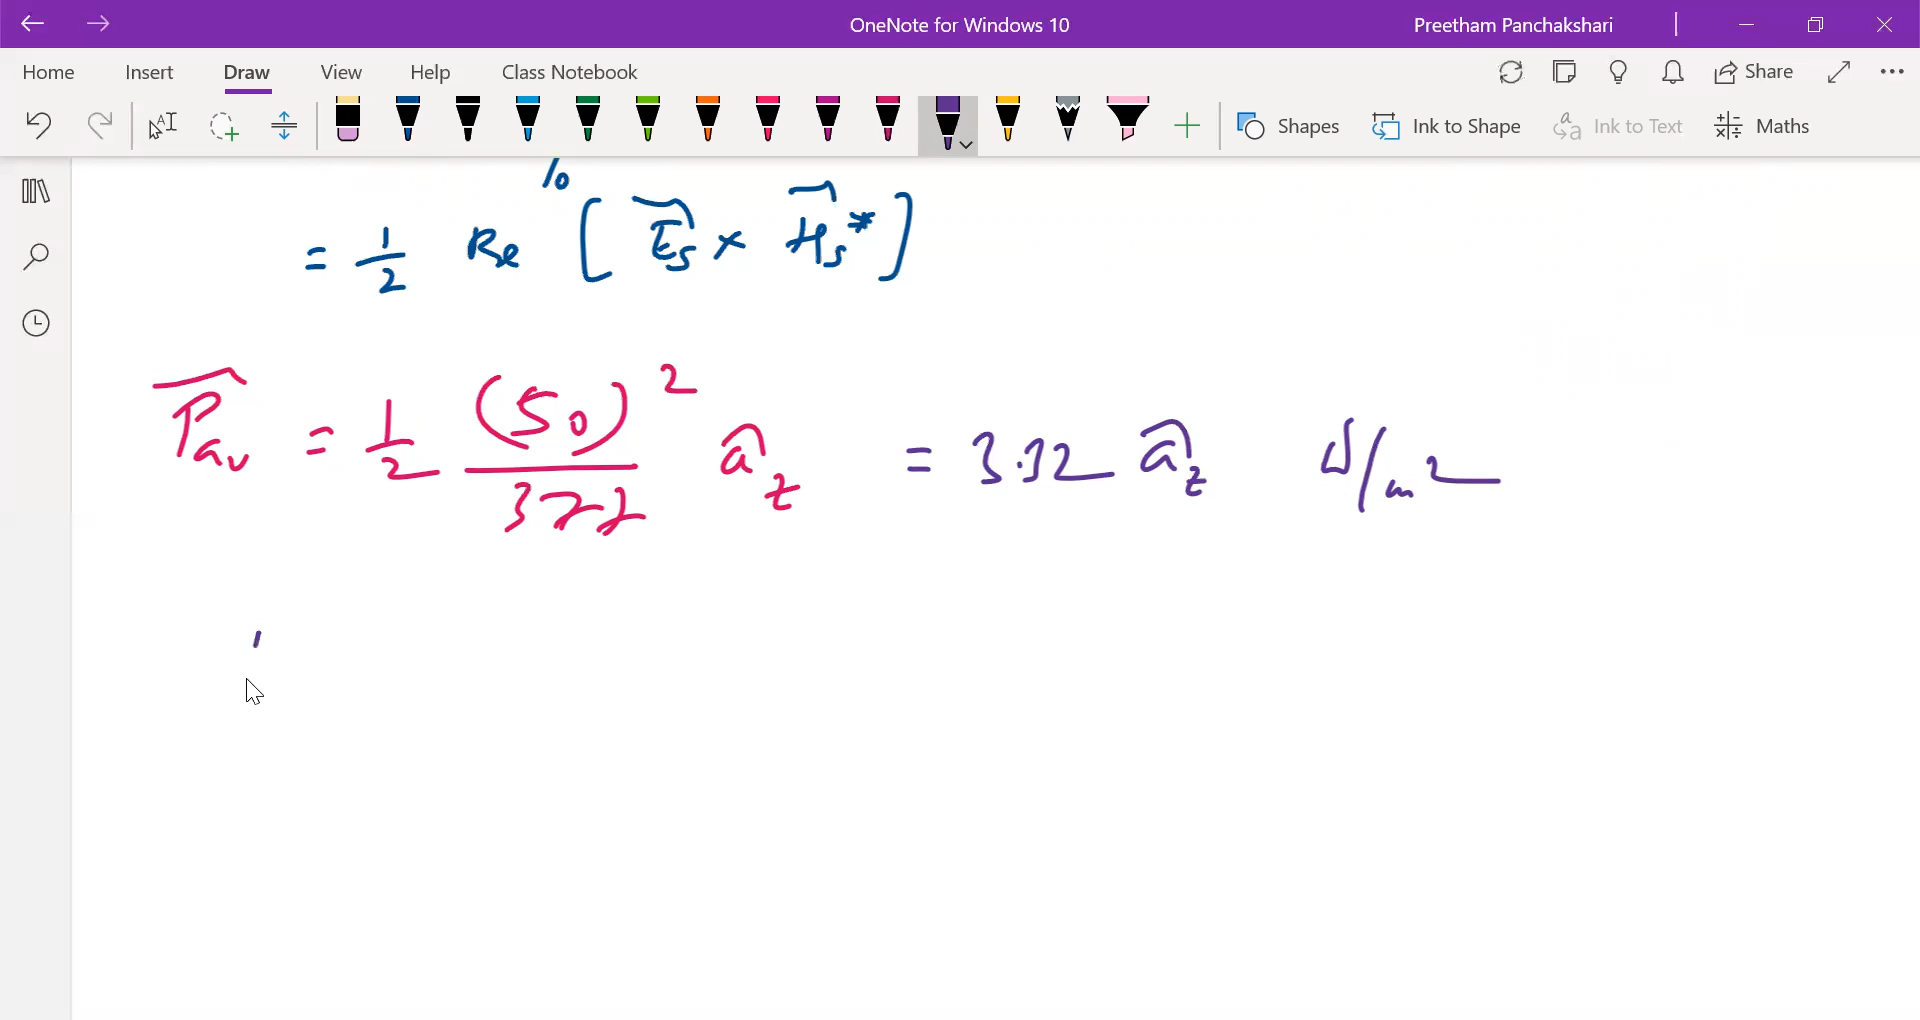 OneNote for Windows 10 Preetham Panchakshari
Home Insert Draw View Help Class Notebook Share
Shapes Ink to Shape Ink to Text Maths
= 1/2 Re [ Es × Hs* ]
Pav = 1/2 (50)² / 377 az = 3.32 az W/m²